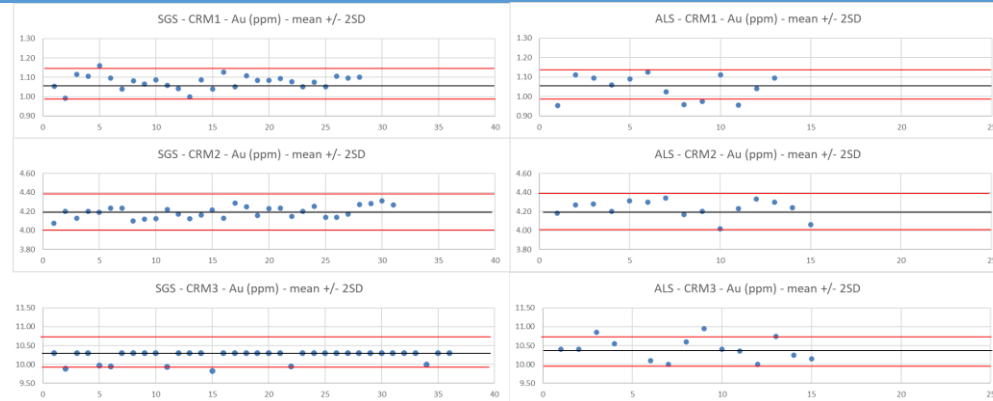 SGS - CRM1 - Au (ppm) - mean +/- 2SD
1.30
1.20
1.10
1.00
0.90
0 5 10 15 20 25 30 35 40
ALS - CRM1 - Au (ppm) - mean +/- 2SD
1.30
1.20
1.10
1.00
0.90
0 5 10 15 20 25
SGS - CRM2 - Au (ppm) - mean +/- 2SD
4.60
4.40
4.20
4.00
3.80
0 5 10 15 20 25 30 35 40
ALS - CRM2 - Au (ppm) - mean +/- 2SD
4.60
4.40
4.20
4.00
3.80
0 5 10 15 20 25
SGS - CRM3 - Au (ppm) - mean +/- 2SD
11.50
11.00
10.50
10.00
9.50
0 5 10 15 20 25 30 35 40
ALS - CRM3 - Au (ppm) - mean +/- 2SD
11.50
11.00
10.50
10.00
9.50
0 5 10 15 20 25